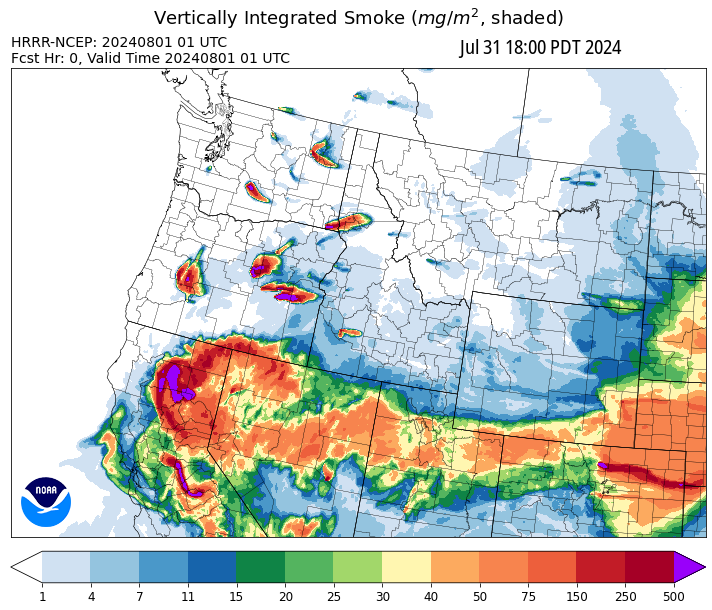 Vertically Integrated Smoke (mg/m², shaded)
HRRR-NCEP: 20240801 01 UTC
Jul 31 18:00 PDT 2024
Fcst Hr: 0, Valid Time 20240801 01 UTC
NOAA
1 4 7 11 15 20 25 30 40 50 75 150 250 500